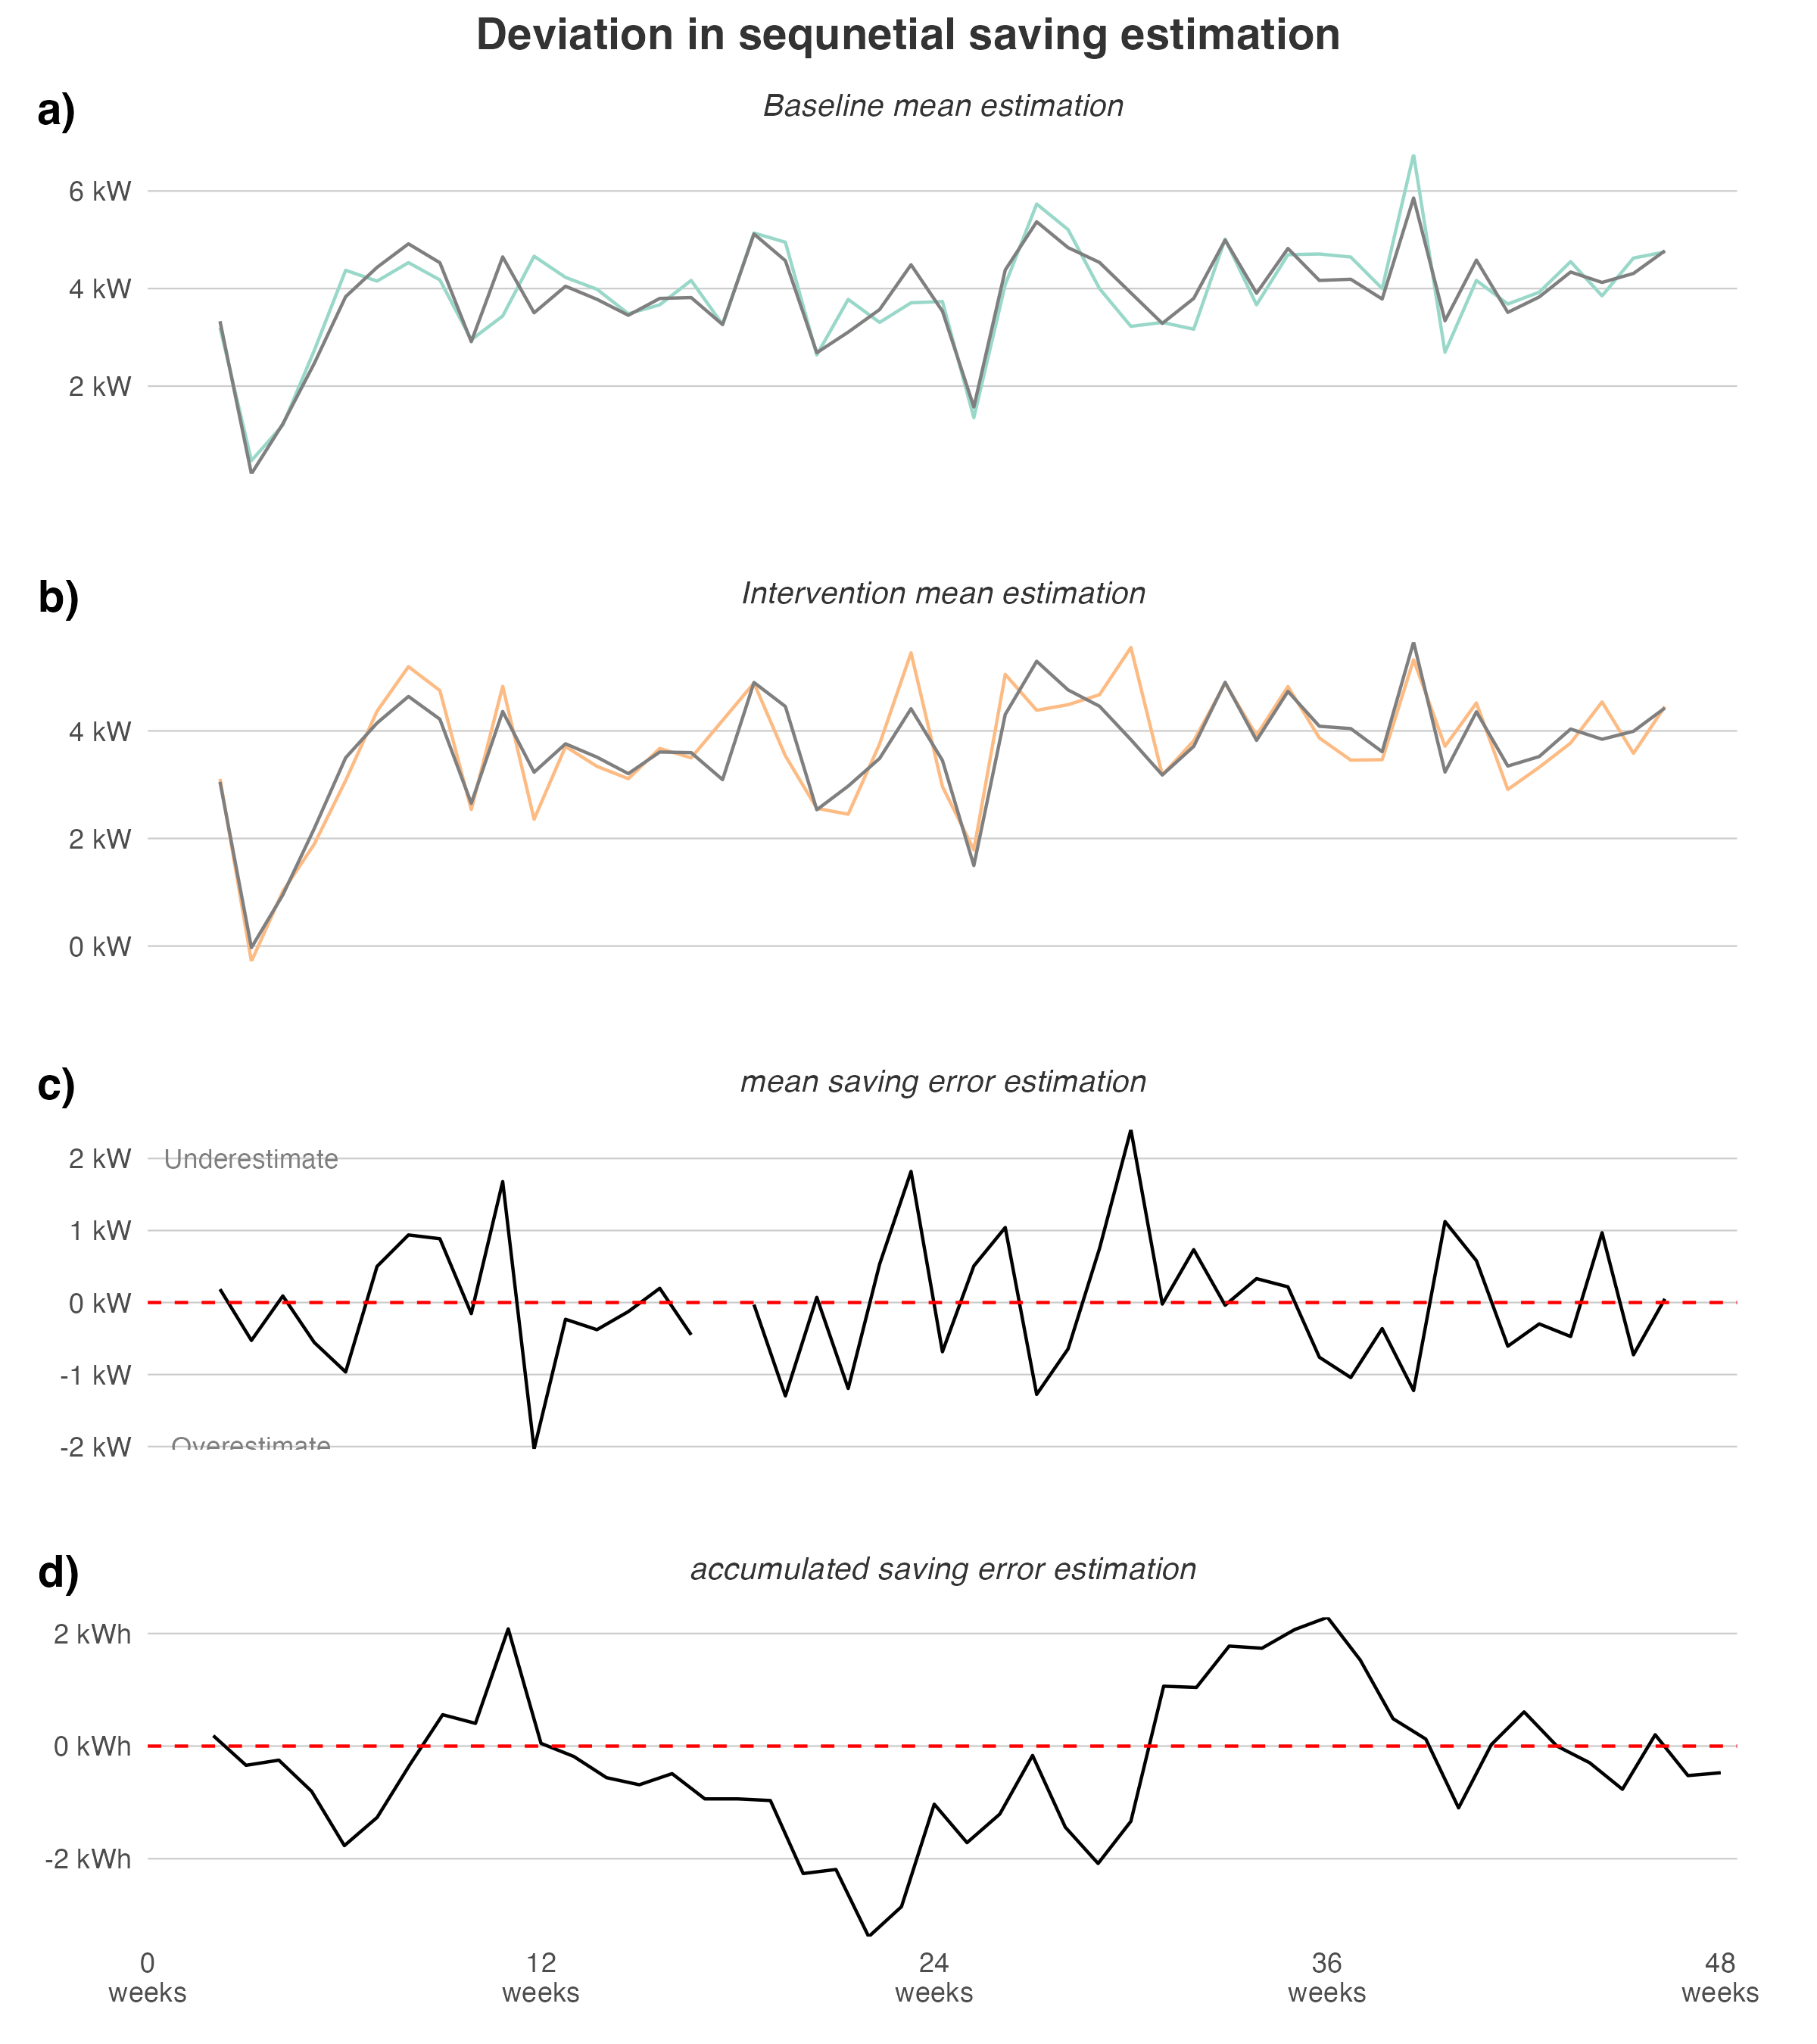 Deviation in sequnetial saving estimation
a)
Baseline mean estimation
6 kW
4 kW
2 kW
b)
Intervention mean estimation
4 kW
2 kW
0 kW
c)
mean saving error estimation
2 kW
Underestimate
1 kW
0 kW
-1 kW
-2 kW
Overestimate
d)
accumulated saving error estimation
2 kWh
0 kWh
-2 kWh
0
weeks
12
weeks
24
weeks
36
weeks
48
weeks